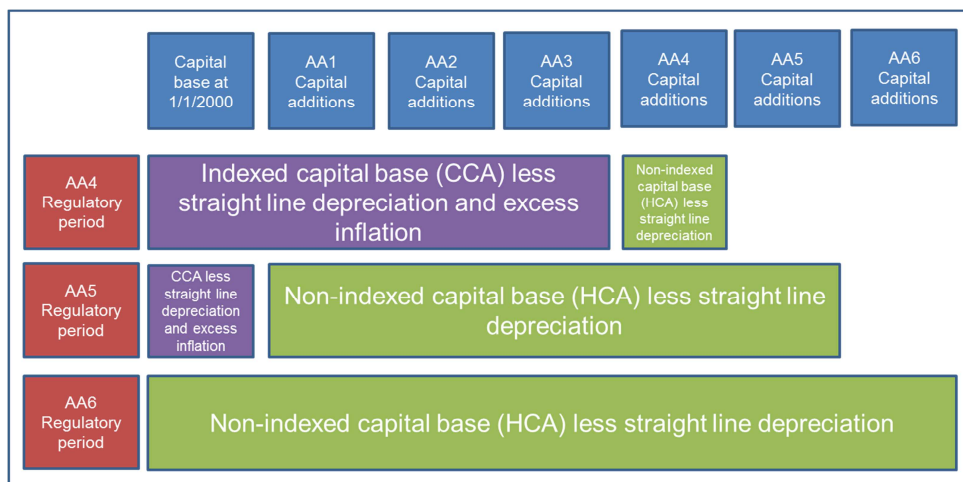 Capital
base at
1/1/2000
AA1
Capital
additions
AA2
Capital
additions
AA3
Capital
additions
AA4
Capital
additions
AA5
Capital
additions
AA6
Capital
additions
AA4
Regulatory
period
Indexed capital base (CCA) less
straight line depreciation and excess
inflation
Non-indexed
capital base
(HCA) less
straight line
depreciation
AA5
Regulatory
period
CCA less
straight line
depreciation
and excess
inflation
Non-indexed capital base (HCA) less straight line
depreciation
AA6
Regulatory
period
Non-indexed capital base (HCA) less straight line depreciation